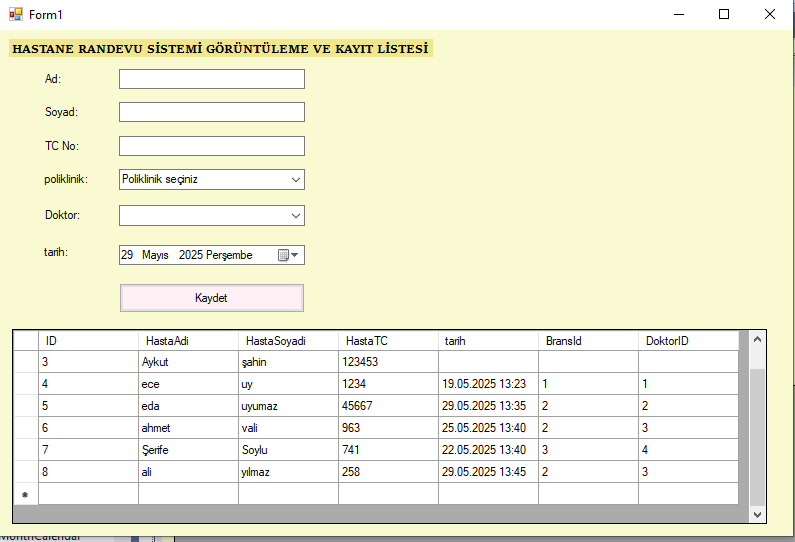 Form1
HASTANE RANDEVU SİSTEMİ GÖRÜNTÜLEME VE KAYIT LİSTESİ
Ad:
Soyad:
TC No:
poliklinik: Poliklinik seçiniz
Doktor:
tarih: 29 Mayıs 2025 Perşembe
Kaydet
ID HastaAdi HastaSoyadi HastaTC tarih BransId DoktorID
3 Aykut şahin 123453
4 ece uy 1234 19.05.2025 13:23 1 1
5 eda uyumaz 45667 29.05.2025 13:35 2 2
6 ahmet vali 963 25.05.2025 13:40 2 3
7 Şerife Soylu 741 22.05.2025 13:40 3 4
8 ali yılmaz 258 29.05.2025 13:45 2 3
MonthCalendar